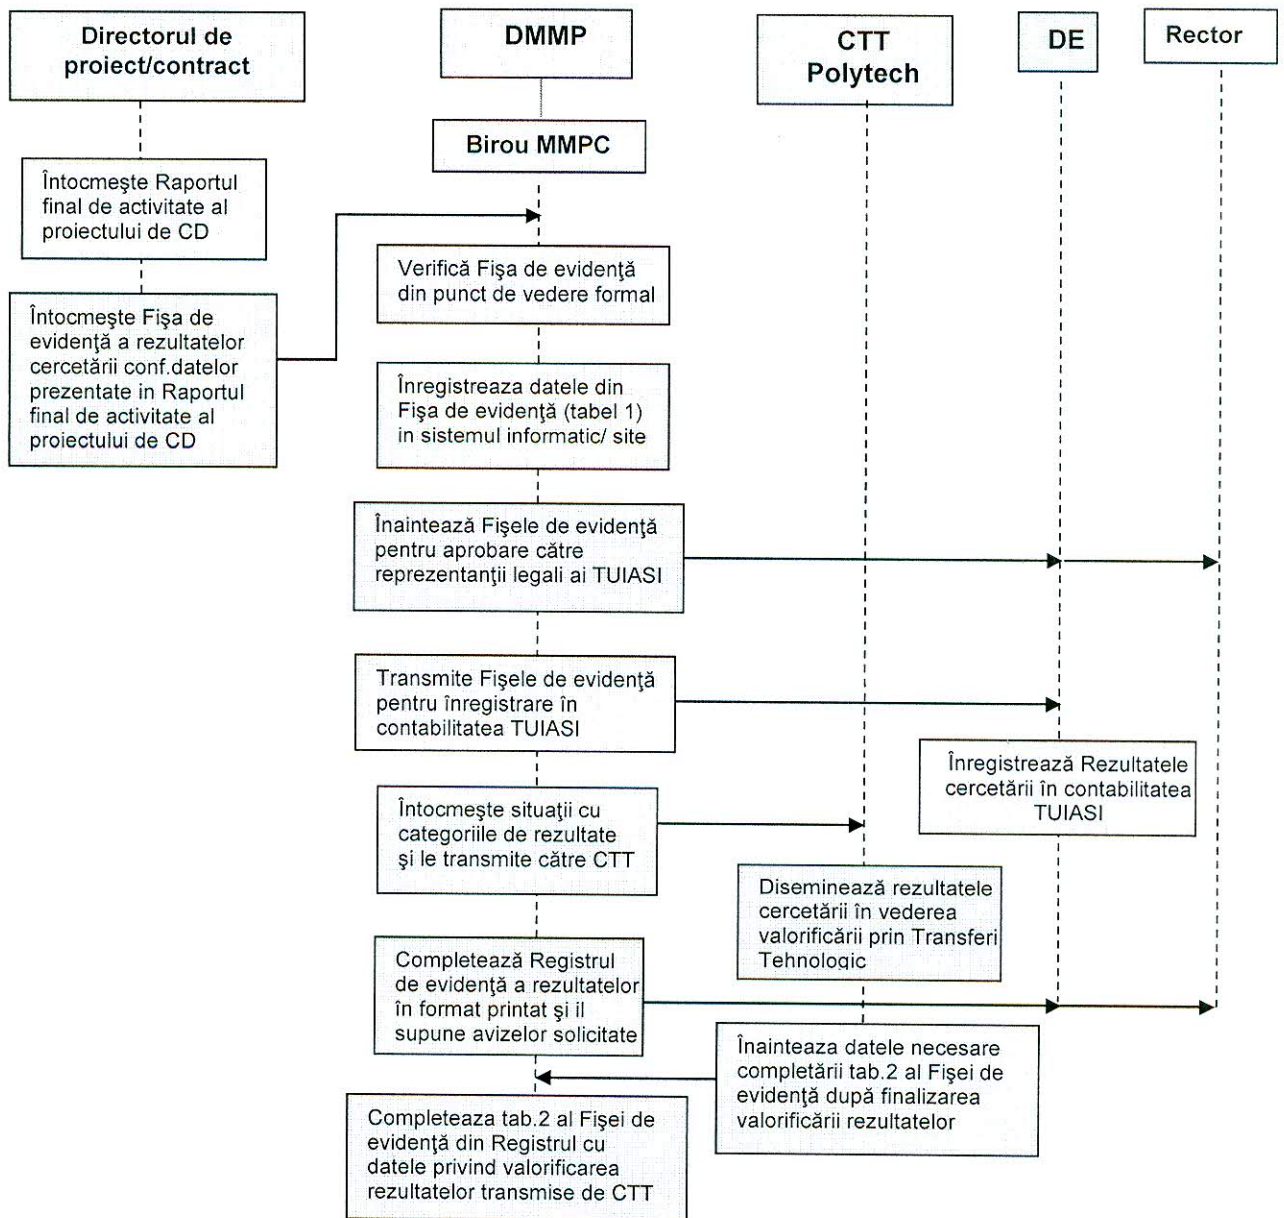 Directorul de
proiect/contract
DMMP
CTT
Polytech
DE
Rector
Birou MMPC
Întocmeşte Raportul
final de activitate al
proiectului de CD
Întocmeşte Fişa de
evidenţă a rezultatelor
cercetării conf.datelor
prezentate in Raportul
final de activitate al
proiectului de CD
Verifică Fişa de evidenţă
din punct de vedere formal
Înregistreaza datele din
Fişa de evidenţă (tabel 1)
in sistemul informatic/ site
Înaintează Fişele de evidenţă
pentru aprobare către
reprezentanţii legali ai TUIASI
Transmite Fişele de evidenţă
pentru înregistrare în
contabilitatea TUIASI
Înregistrează Rezultatele
cercetării în contabilitatea
TUIASI
Întocmeşte situaţii cu
categoriile de rezultate
şi le transmite către CTT
Diseminează rezultatele
cercetării în vederea
valorificării prin Transferi
Tehnologic
Completează Registrul
de evidenţă a rezultatelor
în format printat şi il
supune avizelor solicitate
Înainteaza datele necesare
completării tab.2 al Fişei de
evidenţă după finalizarea
valorificării rezultatelor
Completeaza tab.2 al Fişei de
evidenţă din Registrul cu
datele privind valorificarea
rezultatelor transmise de CTT